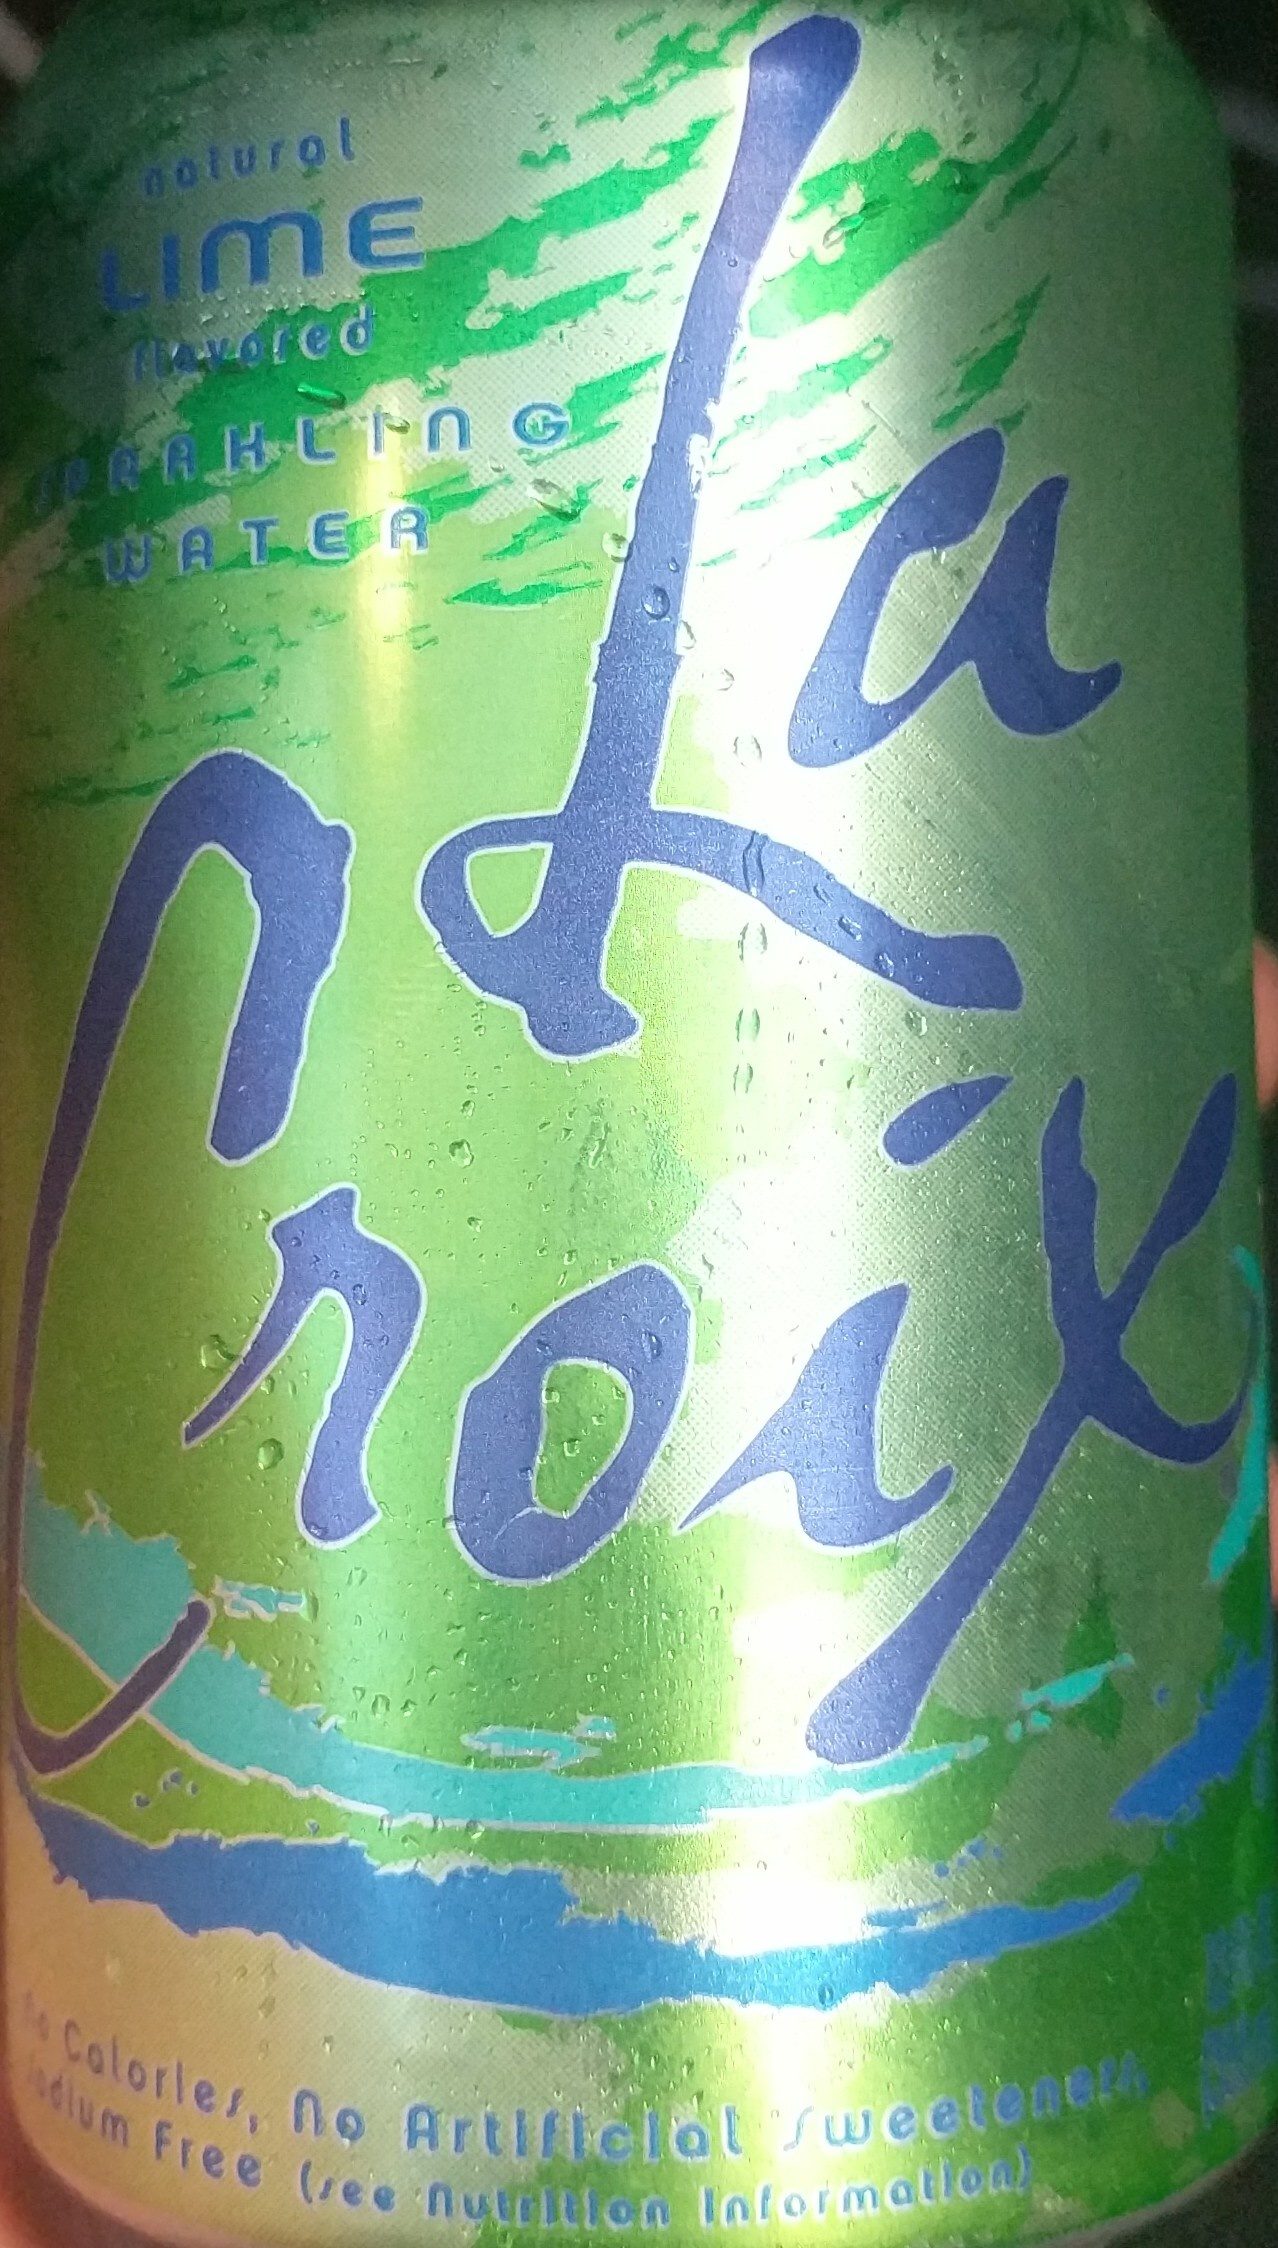 natural
LIME
flavored
SPARKLING
WATER
La
Croix
No Calories, No Artificial Sweeteners,
Sodium Free (see Nutrition Information)